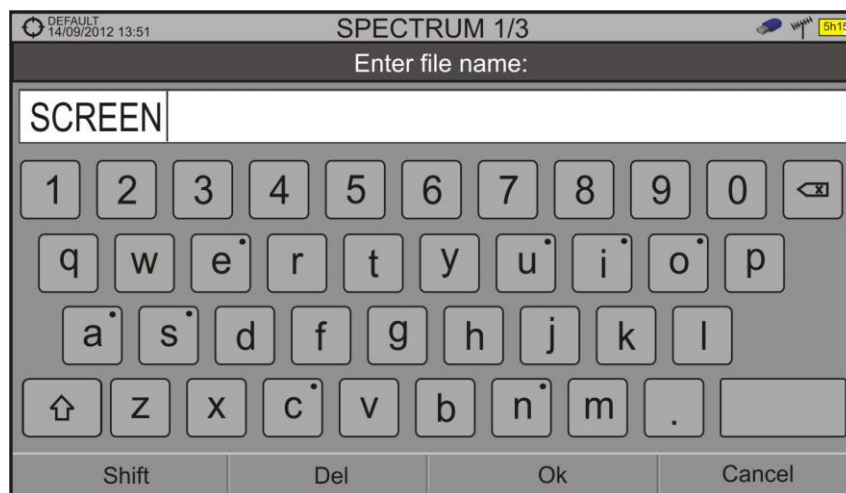 DEFAULT
14/09/2012 13:51
SPECTRUM 1/3
5h15
Enter file name:
SCREEN
1 2 3 4 5 6 7 8 9 0
q w e r t y u i o p
a s d f g h j k l
z x c v b n m .
Shift Del Ok Cancel